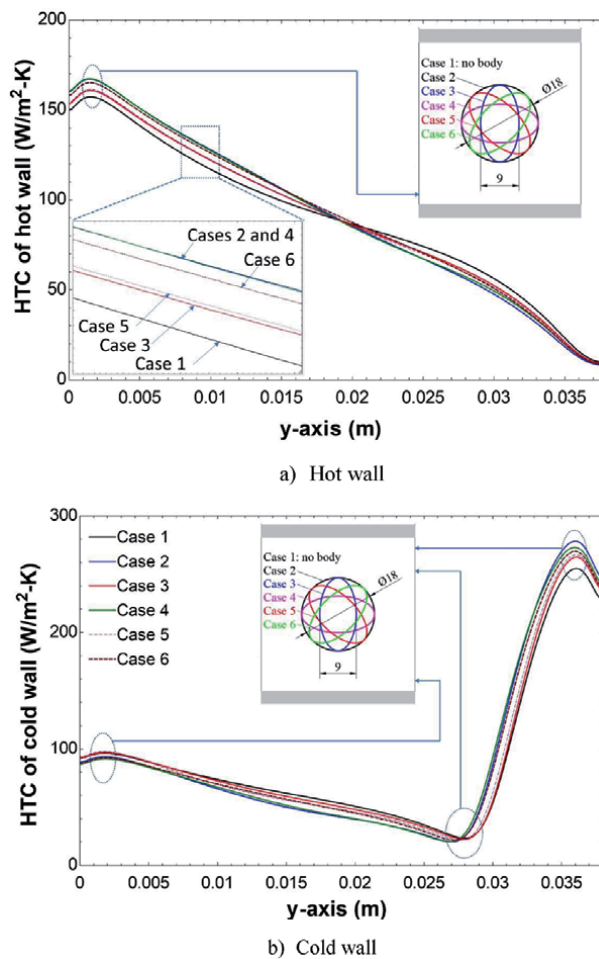 HTC of hot wall (W/m²-K)
200
150
100
50
0
Case 1: no body
Case 2
Case 3
Case 4
Case 5
Case 6
Ø18
9
Cases 2 and 4
Case 6
Case 5
Case 3
Case 1
0 0.005 0.01 0.015 0.02 0.025 0.03 0.035
y-axis (m)
a) Hot wall
HTC of cold wall (W/m²-K)
300
200
100
0
Case 1
Case 2
Case 3
Case 4
Case 5
Case 6
Case 1: no body
Case 2
Case 3
Case 4
Case 5
Case 6
Ø18
9
0 0.005 0.01 0.015 0.02 0.025 0.03 0.035
y-axis (m)
b) Cold wall